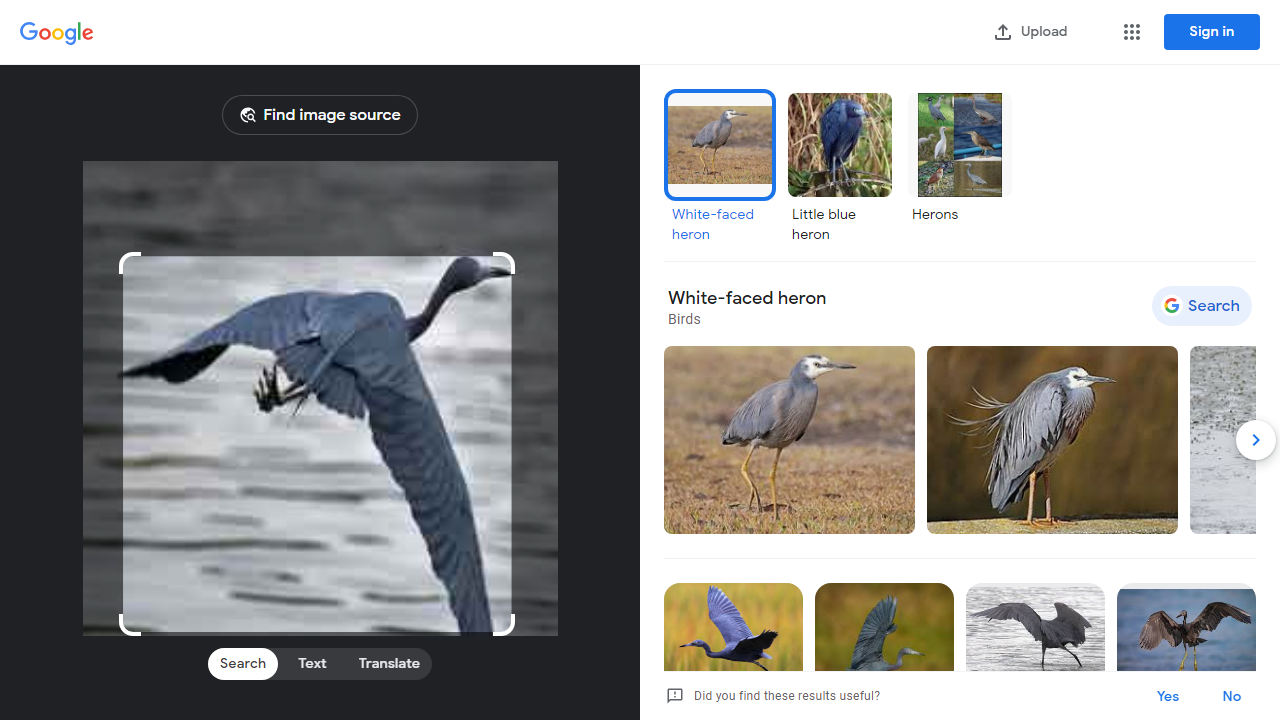 Google
Upload
Sign in
Find image source
White-faced
heron
Little blue
heron
Herons
White-faced heron
Birds
Search
Search
Text
Translate
Did you find these results useful?
Yes
No